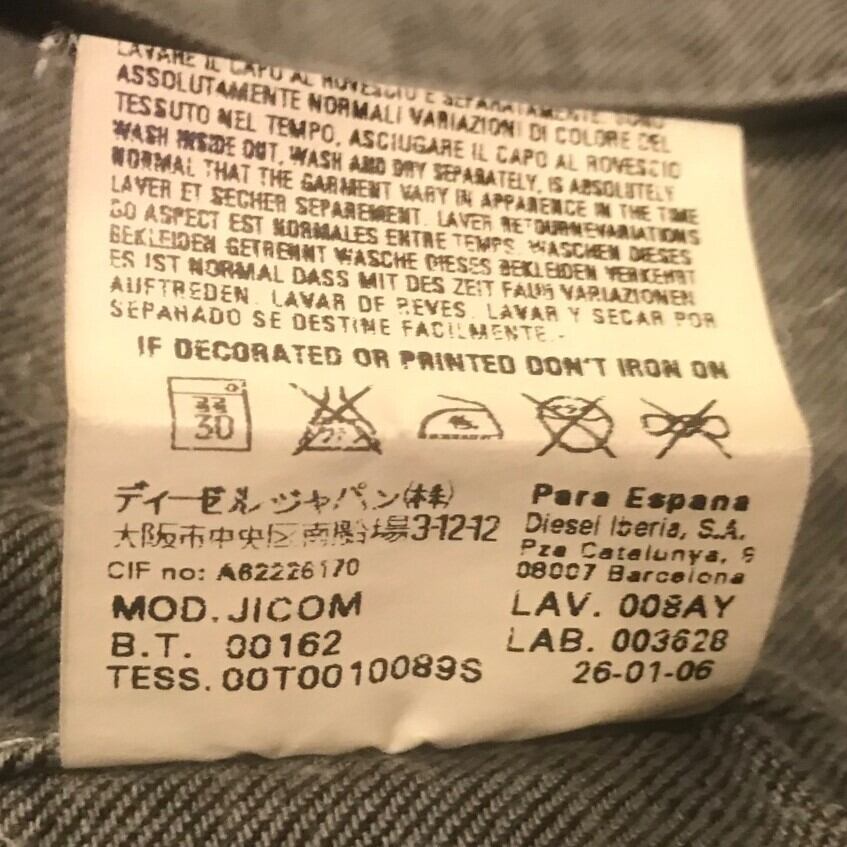 LAVARE IL CAPO AL ROVESCIO E SEPARATAMENTE. SONO
ASSOLUTAMENTE NORMALI VARIAZIONI DI COLORE DEL
TESSUTO NEL TEMPO, ASCIUGARE IL CAPO AL ROVESCIO
WASH INSIDE OUT, WASH AND DRY SEPARATELY, IS ABSOLUTELY
NORMAL THAT THE GARMENT VARY IN APPARENCE IN THE TIME
LAVER ET SECHER SEPAREMENT. LAVER RETOURNEVARIATIONS
GO ASPECT EST NORMALES ENTRE TEMPS WASCHEN DIESES
BEKLEIDEN GETRENNT WASCHE DIESES BEKLEIDEN VERKEHRT
ES IST NORMAL DASS MIT DES ZEIT VARIAZIONEN
AUFTREDEN. LAVAR DE REVES. LAVAR Y SECAR POR
SEPARADO SE DESTINE FACILMENTE.-
IF DECORATED OR PRINTED DON'T IRON ON
30
ディーゼルジャパン(株)
大阪市中央区南船場3-12-12
CIF no: A62226170
MOD. JICOM
B.T. 00162
TESS. 00T0010089S
Para Espana
Diesel Iberia, S.A.
Pza Catalunya, 9
08007 Barcelona
LAV. 008AY
LAB. 003628
26-01-06